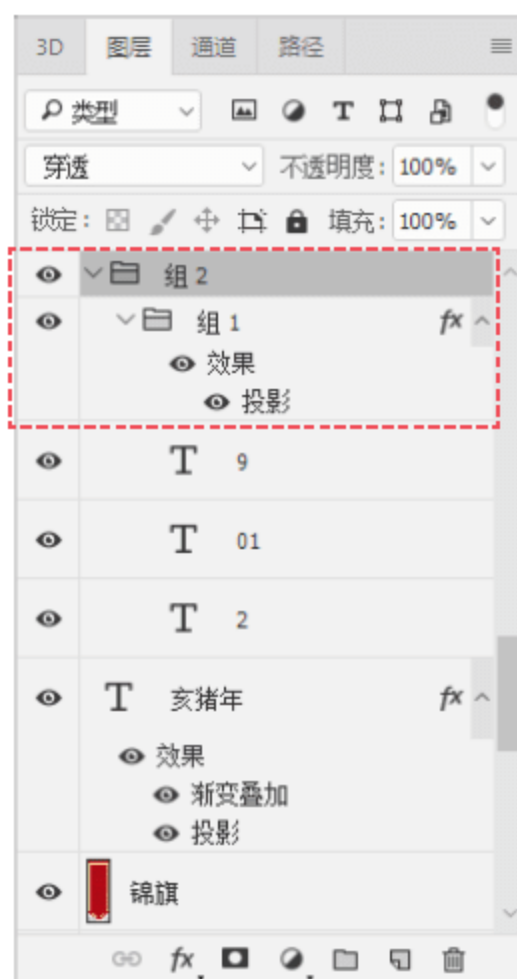 3D 图层 通道 路径
类型 T
穿透 不透明度: 100%
锁定: 填充: 100%
组 2
组 1 fx
效果
投影
T 9
T 01
T 2
T 亥猪年 fx
效果
渐变叠加
投影
锦旗
fx